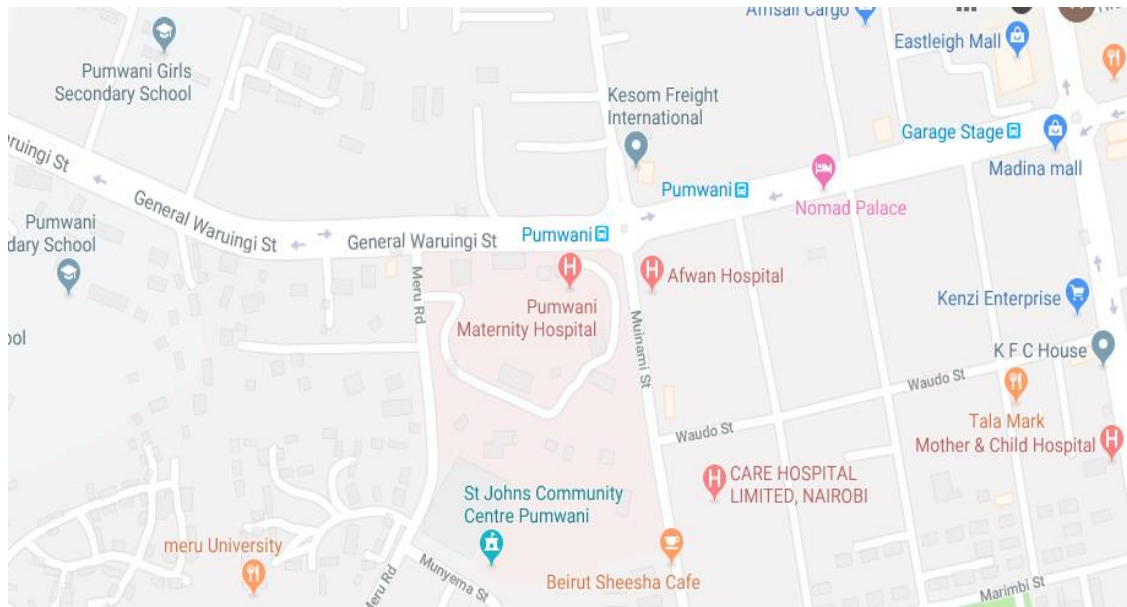 Amsall Cargo
Eastleigh Mall
Pumwani Girls
Secondary School
Kesom Freight
International
Garage Stage
Madina mall
ruingi St
General Waruingi St
General Waruingi St
Pumwani
Pumwani
Nomad Palace
Pumwani
dary School
Meru Rd
Pumwani
Maternity Hospital
Afwan Hospital
Kenzi Enterprise
ool
Muinami St
K F C House
Waudo St
Tala Mark
Waudo St
Mother & Child Hospital
CARE HOSPITAL
LIMITED, NAIROBI
St Johns Community
Centre Pumwani
meru University
Beirut Sheesha Cafe
Meru Rd
Munyema St
Marimbi St